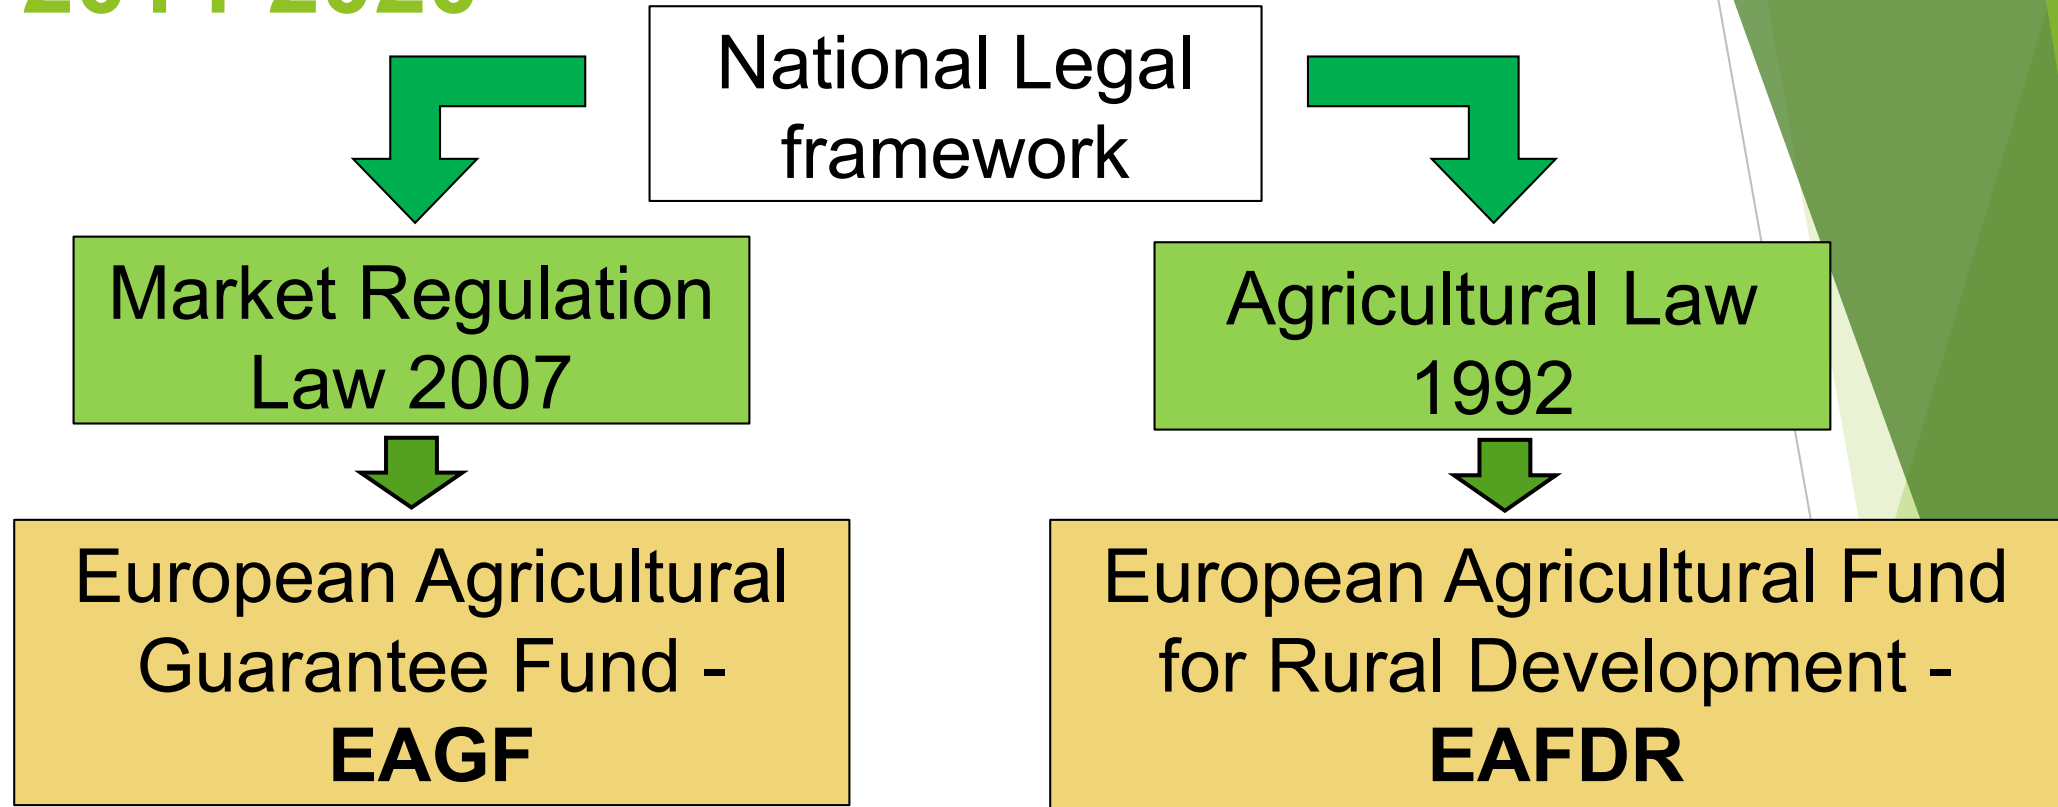 National Legal
framework
Market Regulation
Law 2007
Agricultural Law
1992
European Agricultural
Guarantee Fund -
EAGF
European Agricultural Fund
for Rural Development -
EAFDR